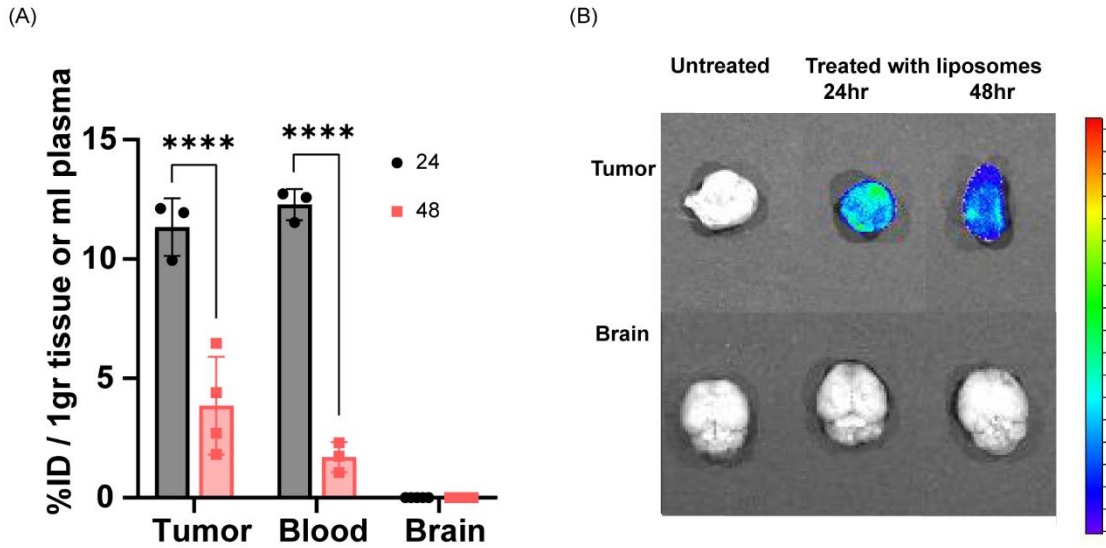 (A)
%ID / 1gr tissue or ml plasma
15
10
5
0
****
****
24
48
Tumor
Blood
Brain
(B)
Untreated
Treated with liposomes
24hr
48hr
Tumor
Brain